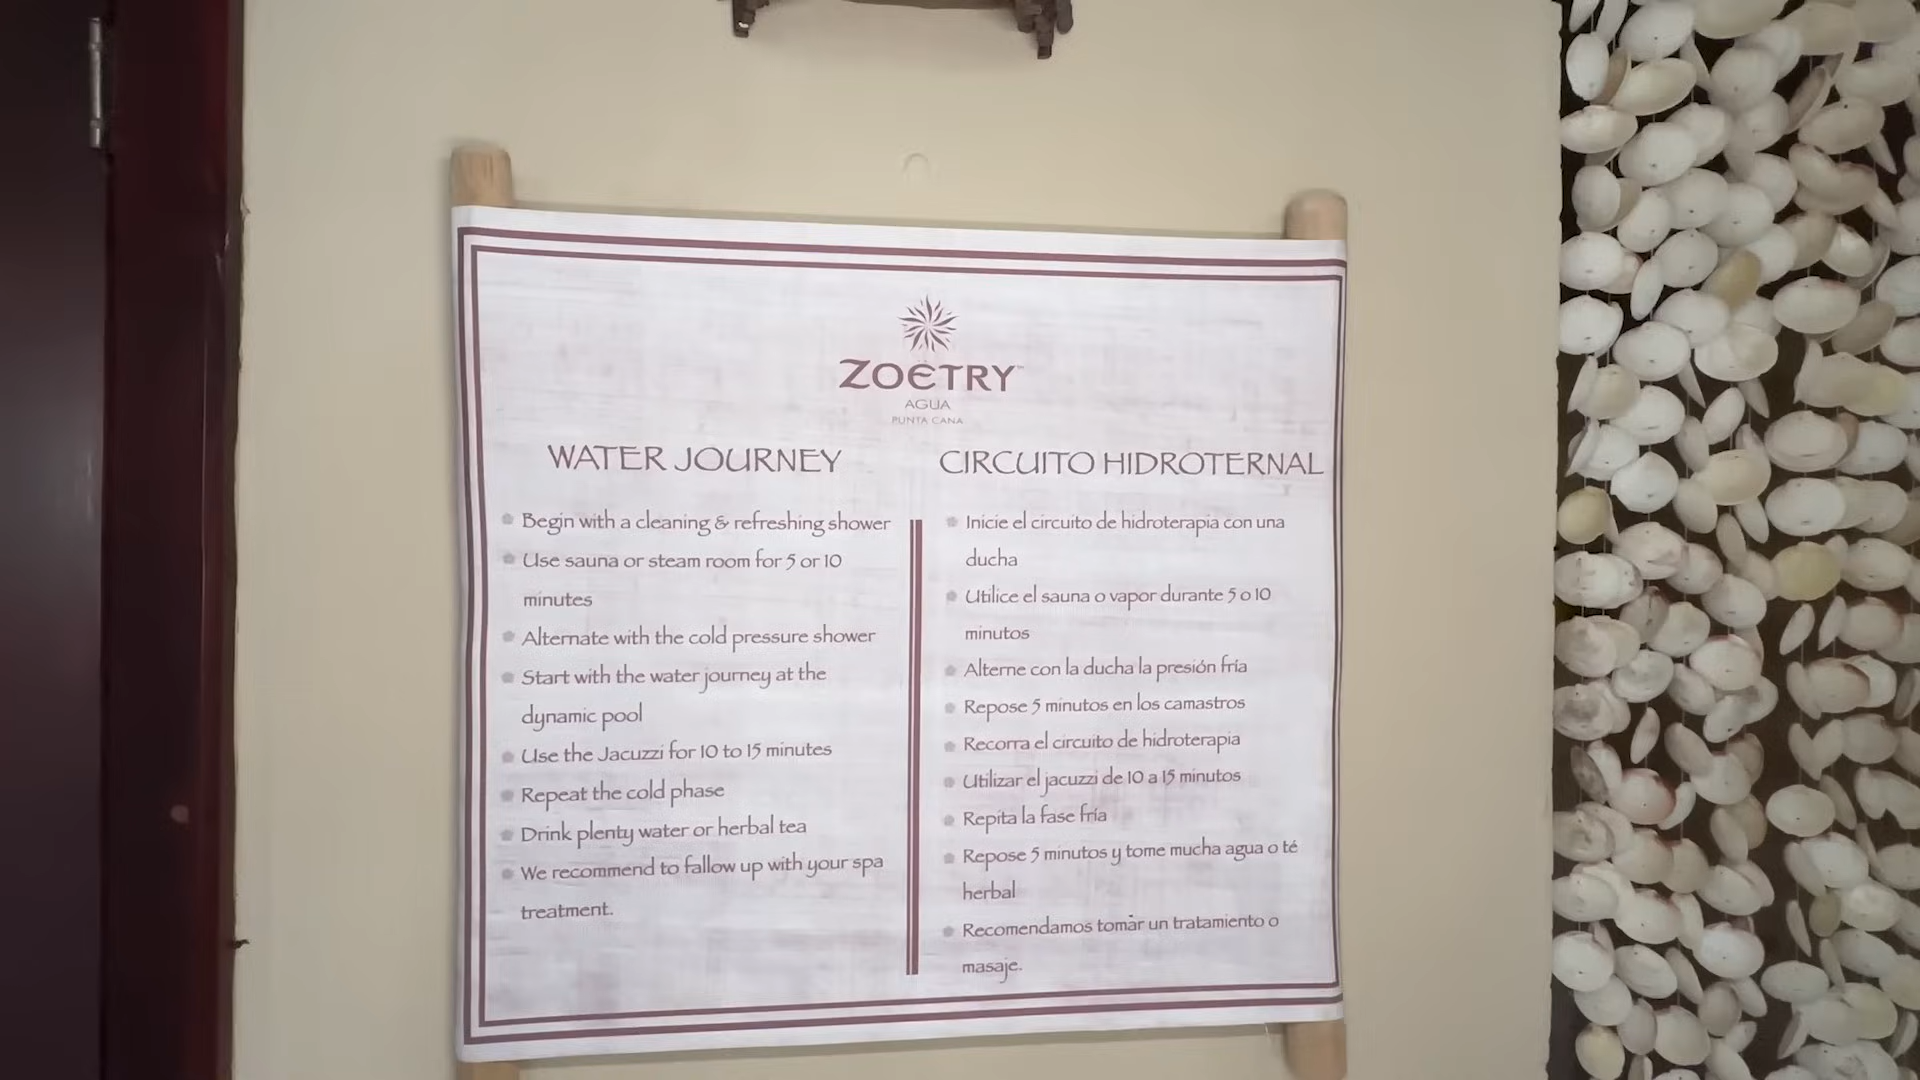 ZOËTRY™
AGUA
PUNTA CANA
WATER JOURNEY
Begin with a cleaning & refreshing shower
Use sauna or steam room for 5 or 10
minutes
Alternate with the cold pressure shower
Start with the water journey at the
dynamic pool
Use the Jacuzzi for 10 to 15 minutes
Repeat the cold phase
Drink plenty water or herbal tea
We recommend to fallow up with your spa
treatment.
CIRCUITO HIDROTERNAL
Inicie el circuito de hidroterapia con una
ducha
Utilice el sauna o vapor durante 5 o 10
minutos
Alterne con la ducha la presión fría
Repose 5 minutos en los camastros
Recorra el circuito de hidroterapia
Utilizar el jacuzzi de 10 a 15 minutos
Repita la fase fría
Repose 5 minutos y tome mucha agua o té
herbal
Recomendamos tomar un tratamiento o
masaje.